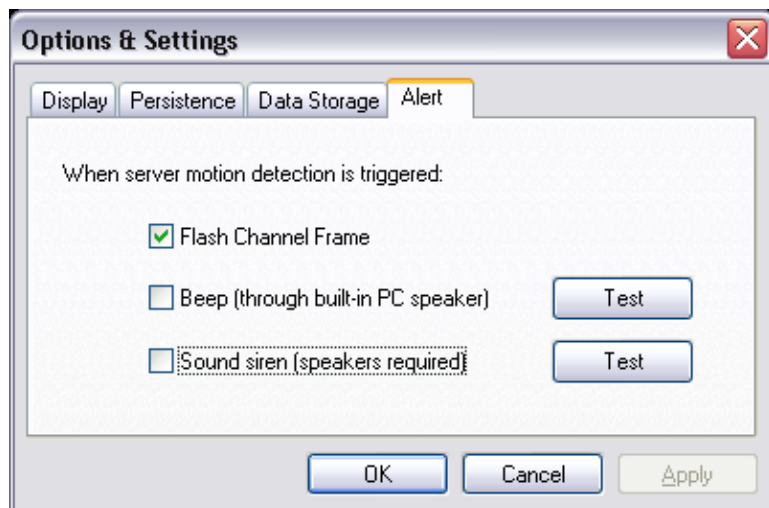 Options & Settings
Display Persistence Data Storage Alert
When server motion detection is triggered:
Flash Channel Frame
Beep (through built-in PC speaker) Test
Sound siren (speakers required) Test
OK Cancel Apply